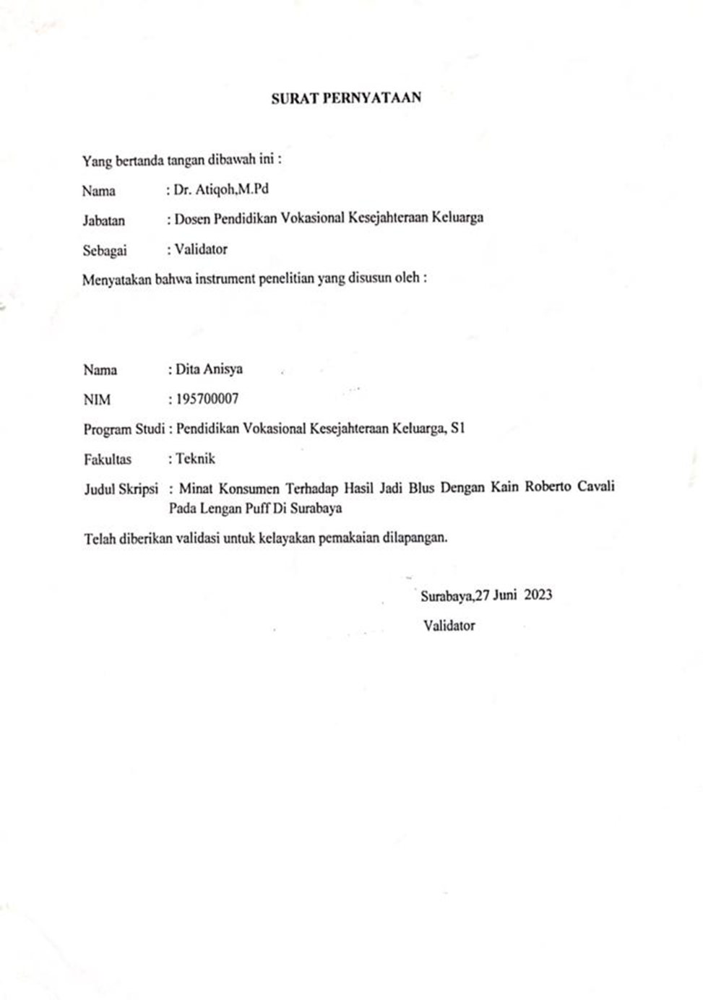 SURAT PERNYATAAN
Yang bertanda tangan dibawah ini :
Nama : Dr. Atiqoh,M.Pd
Jabatan : Dosen Pendidikan Vokasional Kesejahteraan Keluarga
Sebagai : Validator
Menyatakan bahwa instrument penelitian yang disusun oleh :
Nama : Dita Anisya
NIM : 195700007
Program Studi : Pendidikan Vokasional Kesejahteraan Keluarga, S1
Fakultas : Teknik
Judul Skripsi : Minat Konsumen Terhadap Hasil Jadi Blus Dengan Kain Roberto Cavali
Pada Lengan Puff Di Surabaya
Telah diberikan validasi untuk kelayakan pemakaian dilapangan.
Surabaya,27 Juni 2023
Validator